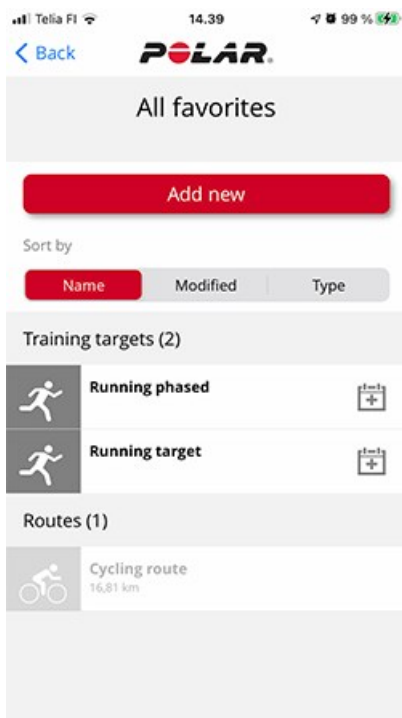 Telia FI 14.39 99 %
Back POLAR.
All favorites
Add new
Sort by
Name Modified Type
Training targets (2)
Running phased
Running target
Routes (1)
Cycling route
16,81 km